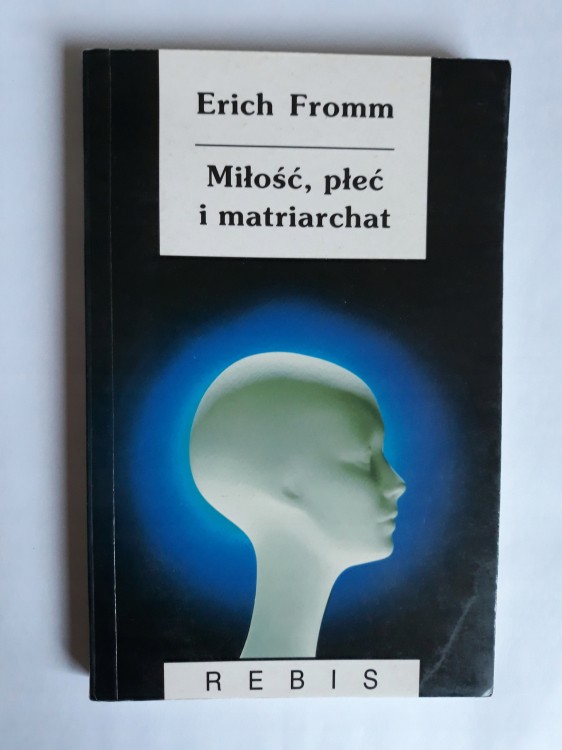 Erich Fromm
Miłość, płeć
i matriarchat
REBIS